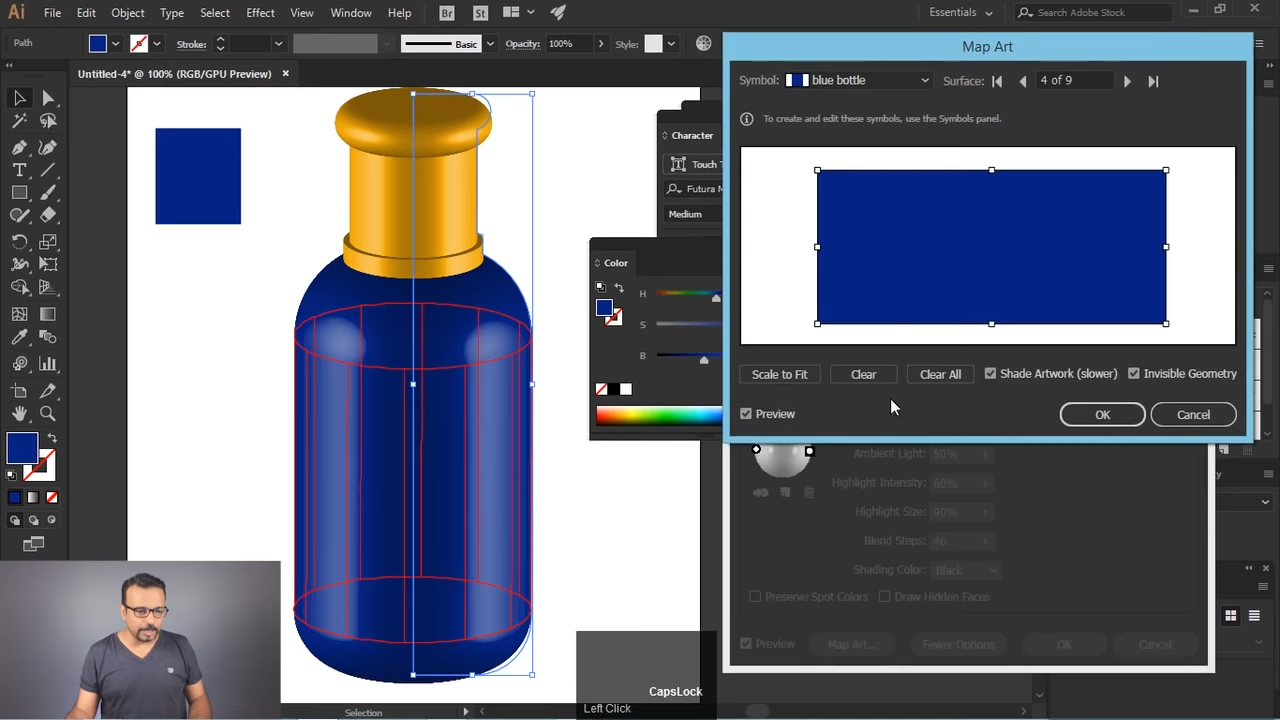 Ai File Edit Object Type Select Effect View Window Help Br St Essentials Search Adobe Stock
Path Stroke: Basic Opacity: 100% Style:
Untitled-4* @ 100% (RGB/GPU Preview)
Map Art
Symbol: blue bottle Surface: 4 of 9
To create and edit these symbols, use the Symbols panel.
Character
Touch T
Futura M
Medium
Color
H
S
B
Scale to Fit Clear Clear All Shade Artwork (slower) Invisible Geometry
Preview OK Cancel
Ambient Light: 50%
Highlight Intensity: 60%
Highlight Size: 90%
Blend Steps: 46
Shading Color: Black
Preserve Spot Colors Draw Hidden Faces
Preview Map Art... Fewer Options OK Cancel
CapsLock
Left Click
Selection